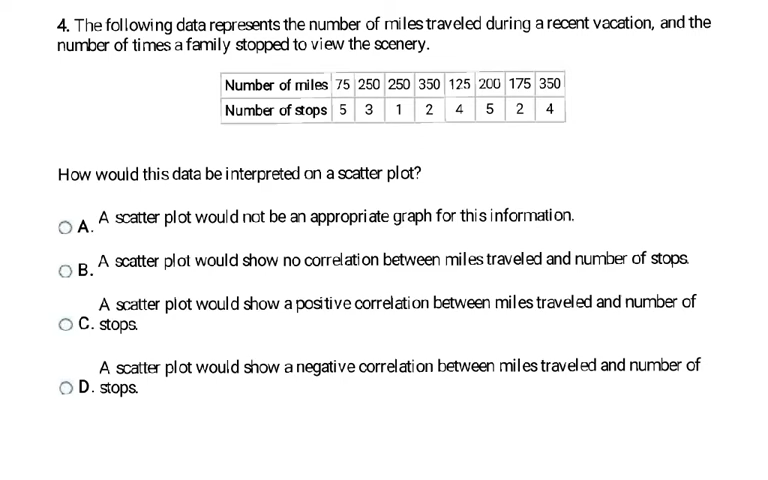 4. The following data represents the number of miles traveled during a recent vacation, and the
number of times a family stopped to view the scenery.
Number of miles 75 250 250 350 125 200 175 350
Number of stops 5 3 1 2 4 5 2 4
How would this data be interpreted on a scatter plot?
A. A scatter plot would not be an appropriate graph for this information.
B. A scatter plot would show no correlation between miles traveled and number of stops.
A scatter plot would show a positive correlation between miles traveled and number of
C. stops.
A scatter plot would show a negative correlation between miles traveled and number of
D. stops.